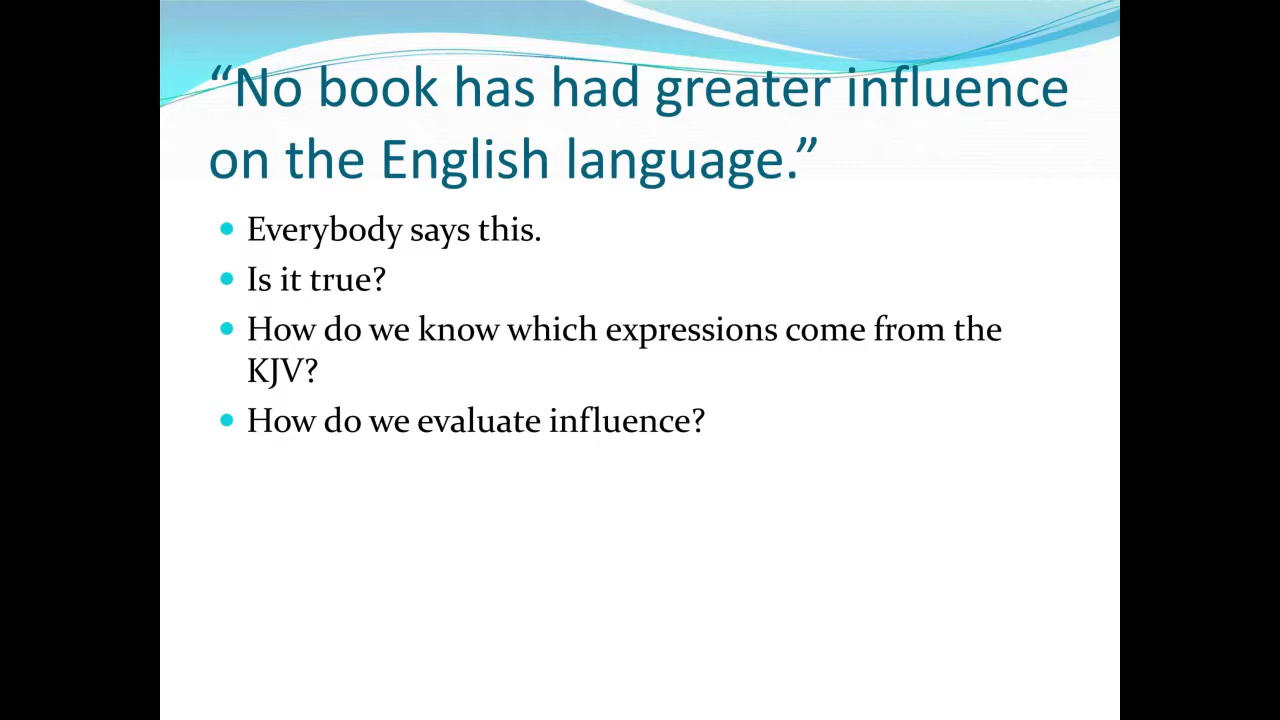 “No book has had greater influence
on the English language.”
Everybody says this.
Is it true?
How do we know which expressions come from the
KJV?
How do we evaluate influence?